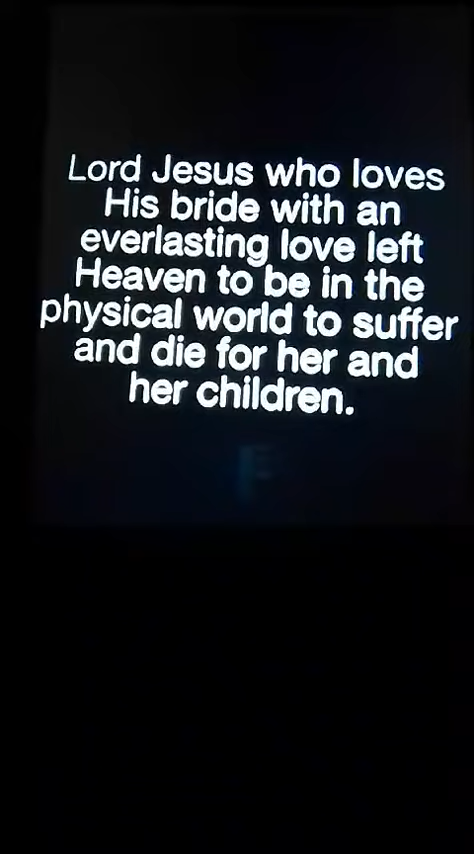 Lord Jesus who loves
His bride with an
everlasting love left
Heaven to be in the
physical world to suffer
and die for her and
her children.